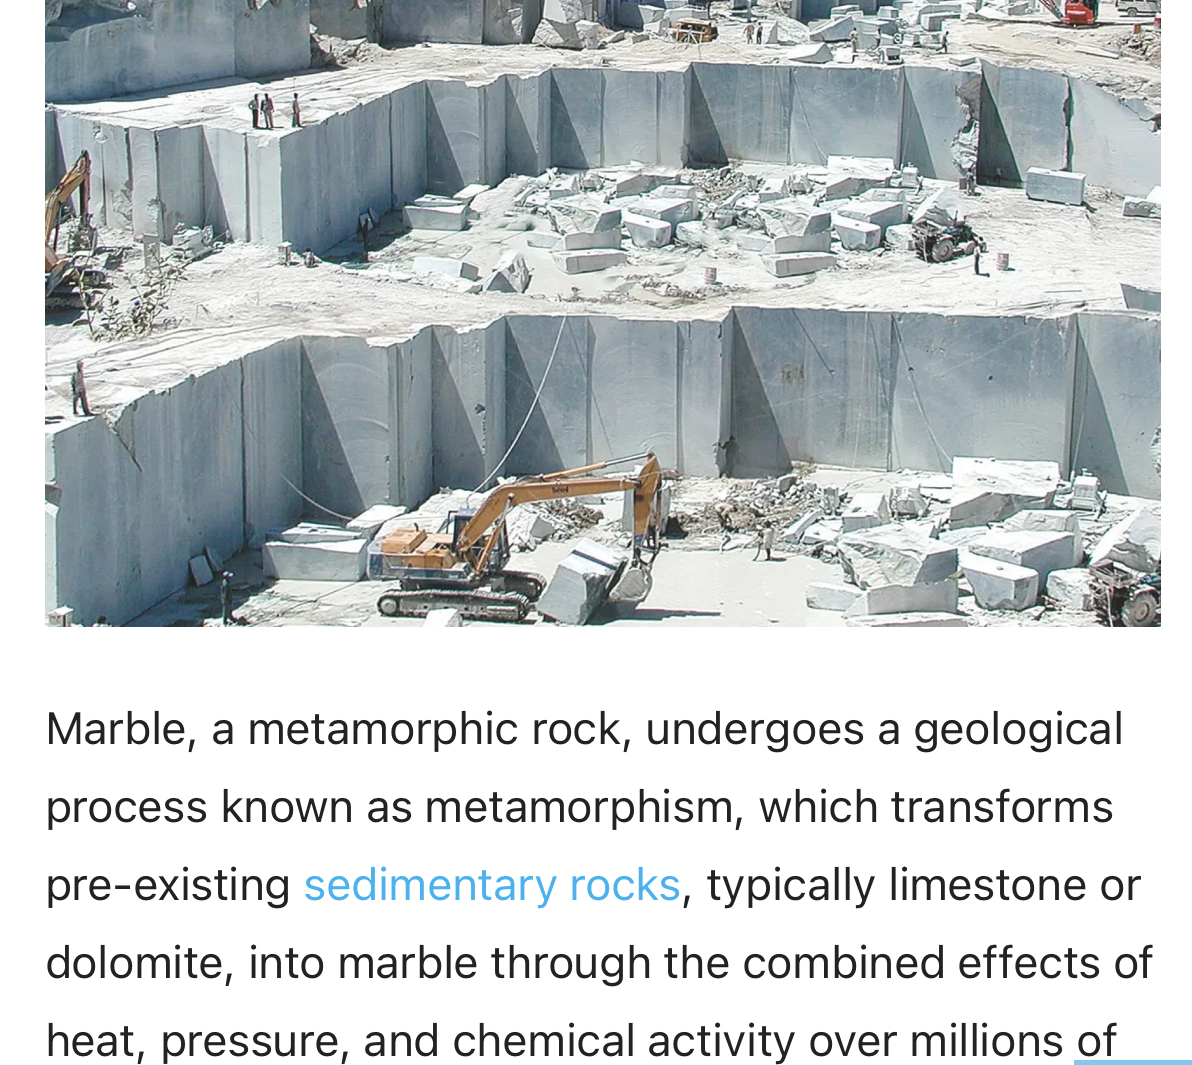 Marble, a metamorphic rock, undergoes a geological
process known as metamorphism, which transforms
pre-existing sedimentary rocks, typically limestone or
dolomite, into marble through the combined effects of
heat, pressure, and chemical activity over millions of